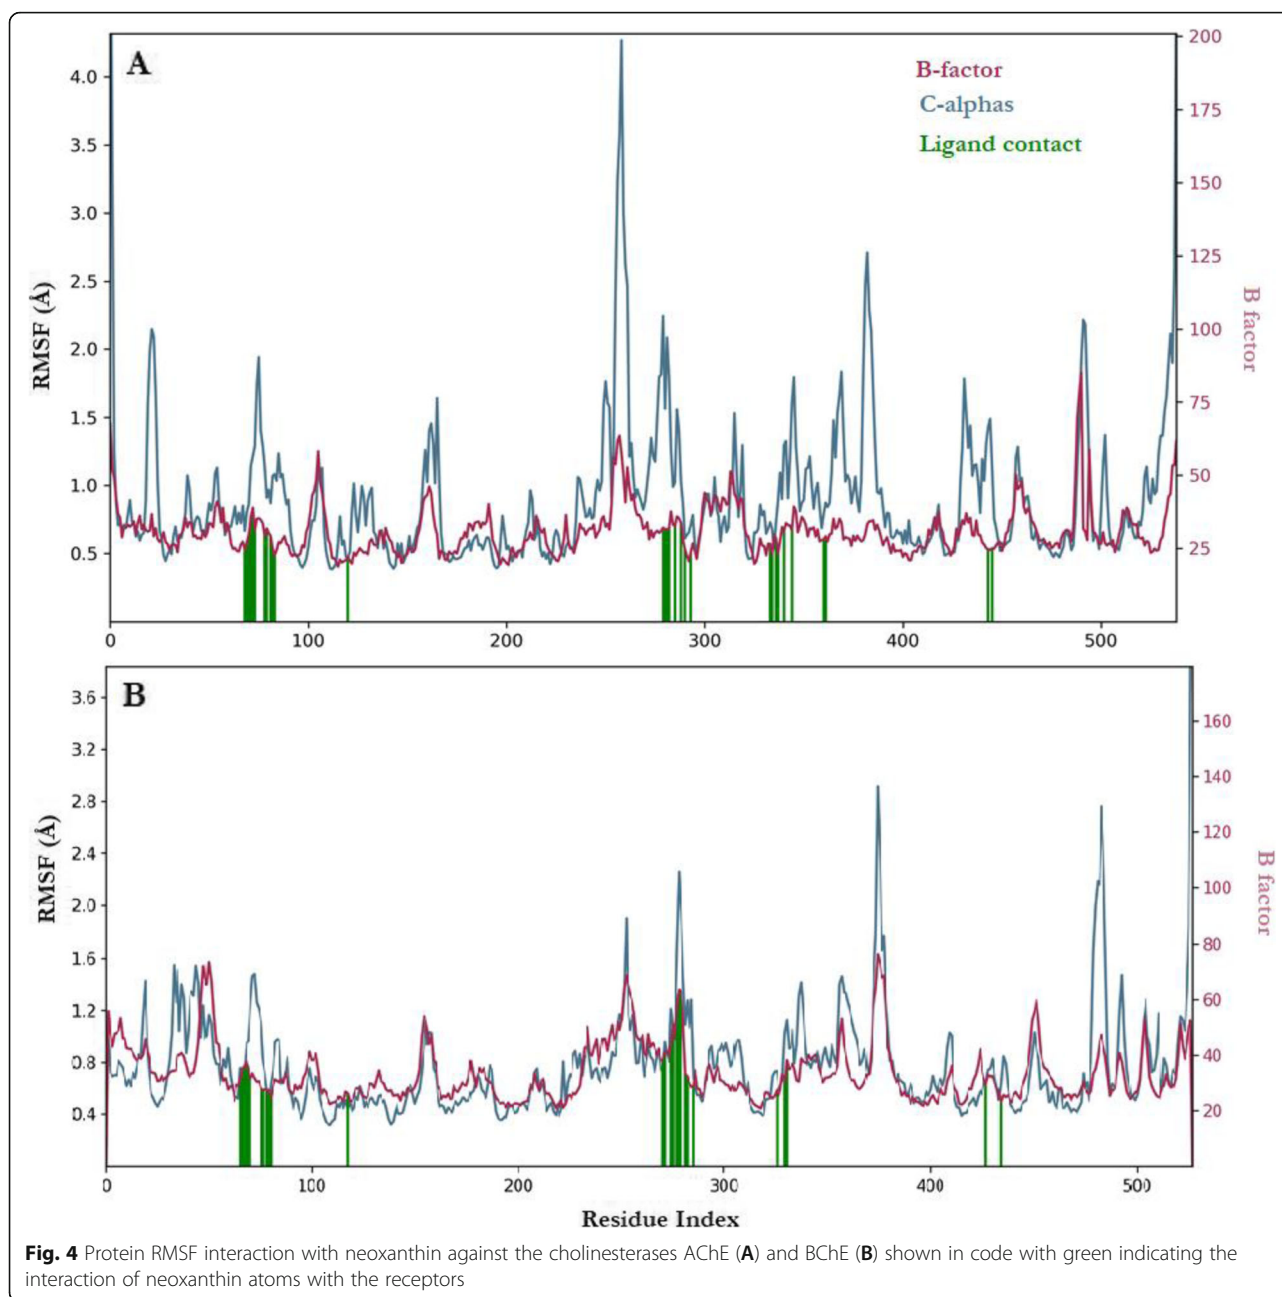 A
B-factor
C-alphas
Ligand contact
4.0
3.5
3.0
2.5
2.0
1.5
1.0
0.5
RMSF (Å)
200
175
150
125
100
75
50
25
B factor
0 100 200 300 400 500
B
3.6
3.2
2.8
2.4
2.0
1.6
1.2
0.8
0.4
RMSF (Å)
160
140
120
100
80
60
40
20
B factor
0 100 200 300 400 500
Residue Index
Fig. 4 Protein RMSF interaction with neoxanthin against the cholinesterases AChE (A) and BChE (B) shown in code with green indicating the
interaction of neoxanthin atoms with the receptors